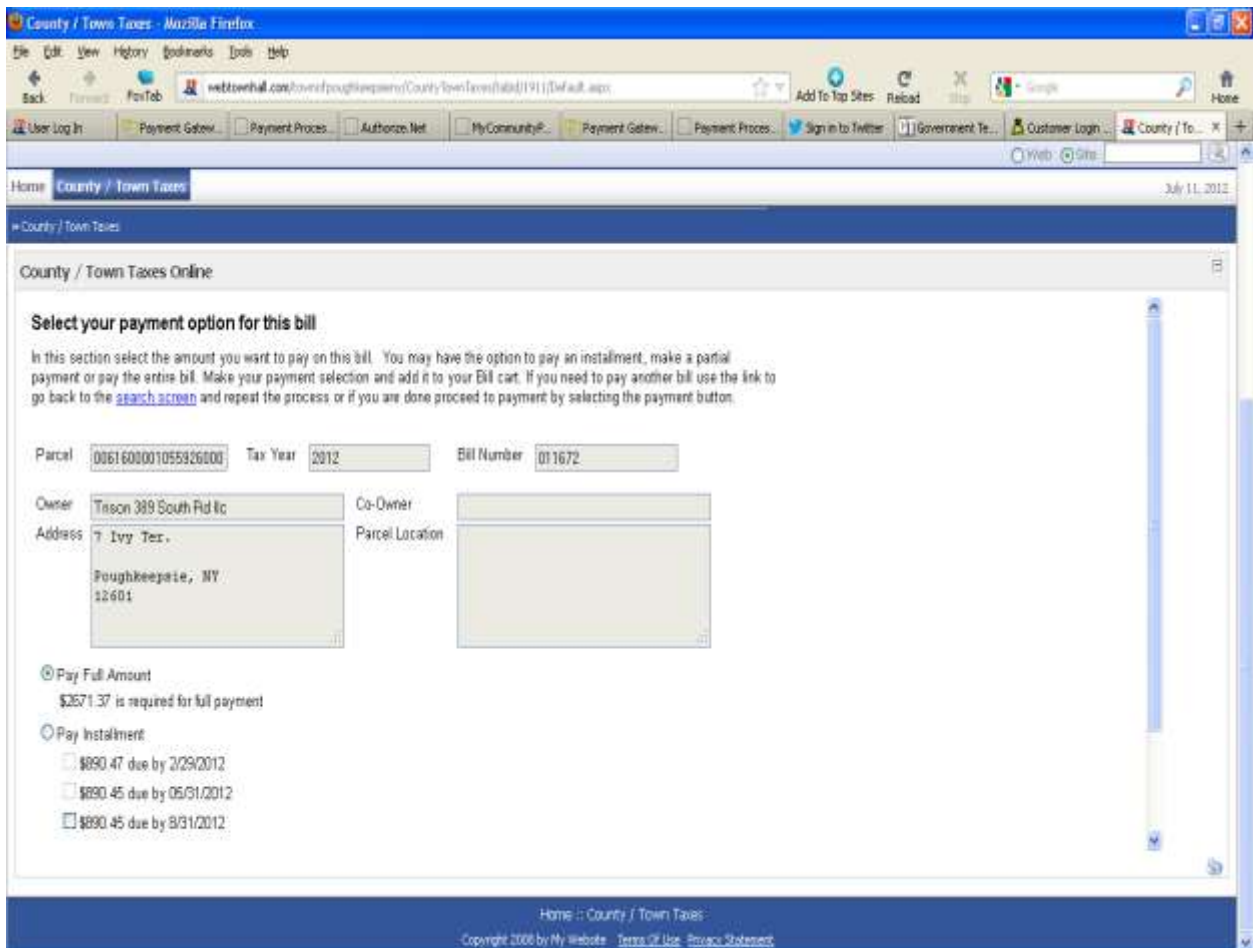 County / Town Taxes - Mozilla Firefox
File Edit View History Bookmarks Tools Help
Back Forward FoxTab Add To Top Sites Reload Stop Google Home
User Log In Payment Gatew... Payment Proces... Authorize.Net MyCommunityP... Payment Gatew... Payment Proces... Sign in to Twitter Government Te... Customer Login ... County / To...
Web Site
Home County / Town Taxes July 11, 2012
» County / Town Taxes
County / Town Taxes Online
Select your payment option for this bill
In this section select the amount you want to pay on this bill. You may have the option to pay an installment, make a partial
payment or pay the entire bill. Make your payment selection and add it to your Bill cart. If you need to pay another bill use the link to
go back to the search screen and repeat the process or if you are done proceed to payment by selecting the payment button.
Parcel 0061600001055926000 Tax Year 2012 Bill Number 011672
Owner Trison 389 South Rd llc Co-Owner
Address 7 Ivy Ter. Parcel Location
Poughkeepsie, NY
12601
Pay Full Amount
$2671.37 is required for full payment
Pay Installment
$890.47 due by 2/29/2012
$890.45 due by 05/31/2012
$890.45 due by 8/31/2012
Home :: County / Town Taxes
Copyright 2008 by My Website Terms Of Use Privacy Statement